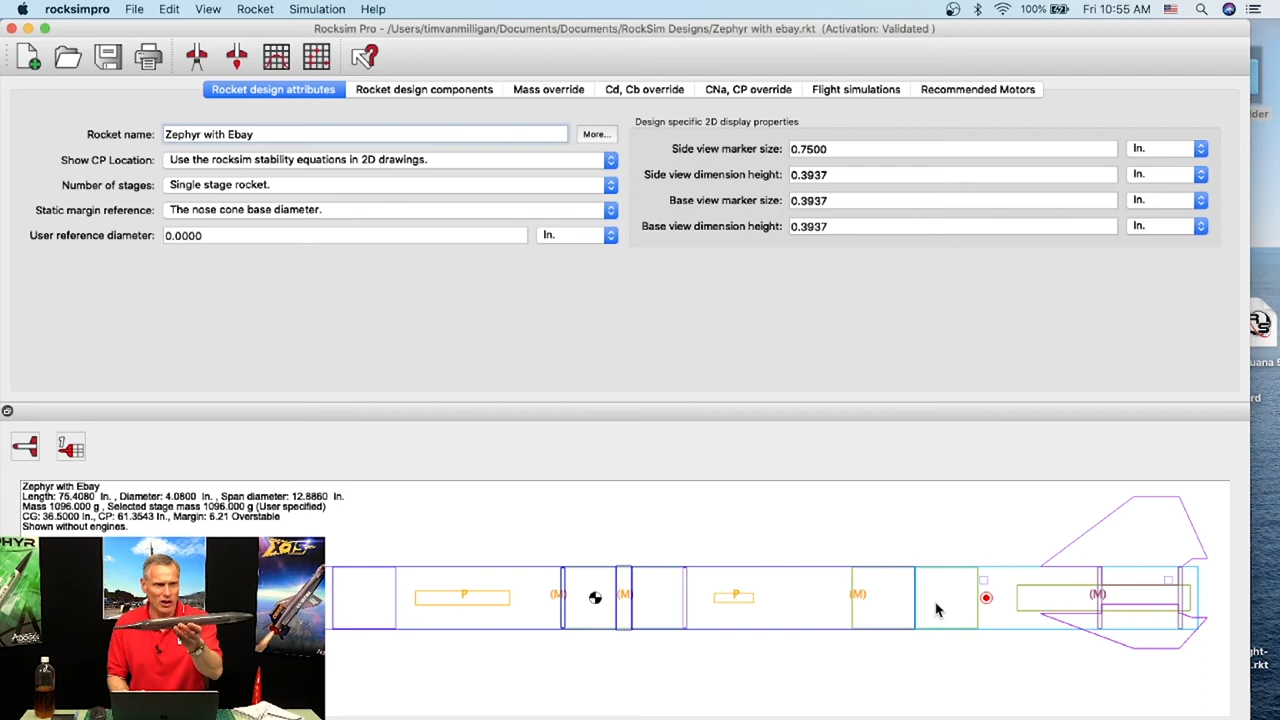 rocksimpro File Edit View Rocket Simulation Help 100% Fri 10:55 AM
Rocksim Pro - /Users/timvanmilligan/Documents/Documents/RockSim Designs/Zephyr with ebay.rkt (Activation: Validated )
Rocket design attributes Rocket design components Mass override Cd, Cb override CNa, CP override Flight simulations Recommended Motors
lder
Rocket name: Zephyr with Ebay More...
Show CP Location: Use the rocksim stability equations in 2D drawings.
Number of stages: Single stage rocket.
Static margin reference: The nose cone base diameter.
User reference diameter: 0.0000 In.
Design specific 2D display properties
Side view marker size: 0.7500 In.
Side view dimension height: 0.3937 In.
Base view marker size: 0.3937 In.
Base view dimension height: 0.3937 In.
uana 5
rd
Zephyr with Ebay
Length: 75.4080 In. , Diameter: 4.0800 In. , Span diameter: 12.8860 In.
Mass 1096.000 g , Selected stage mass 1096.000 g (User specified)
CG: 36.5000 In., CP: 61.3543 In., Margin: 6.21 Overstable
Shown without engines.
P (M) (M) P (M) (M)
ght-
.rkt